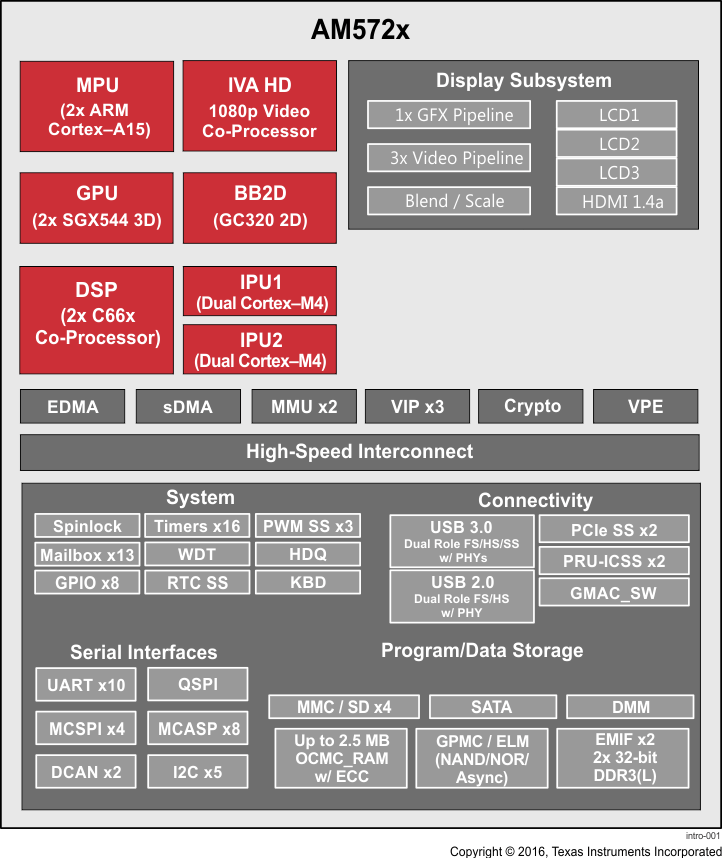 AM572x
MPU
(2x ARM
Cortex–A15)
IVA HD
1080p Video
Co-Processor
Display Subsystem
1x GFX Pipeline
3x Video Pipeline
Blend / Scale
LCD1
LCD2
LCD3
HDMI 1.4a
GPU
(2x SGX544 3D)
BB2D
(GC320 2D)
DSP
(2x C66x
Co-Processor)
IPU1
(Dual Cortex–M4)
IPU2
(Dual Cortex–M4)
EDMA
sDMA
MMU x2
VIP x3
Crypto
VPE
High-Speed Interconnect
System
Spinlock
Timers x16
PWM SS x3
Mailbox x13
WDT
HDQ
GPIO x8
RTC SS
KBD
Connectivity
USB 3.0
Dual Role FS/HS/SS
w/ PHYs
USB 2.0
Dual Role FS/HS
w/ PHY
PCIe SS x2
PRU-ICSS x2
GMAC_SW
Serial Interfaces
UART x10
QSPI
MCSPI x4
MCASP x8
DCAN x2
I2C x5
Program/Data Storage
MMC / SD x4
SATA
DMM
Up to 2.5 MB
OCMC_RAM
w/ ECC
GPMC / ELM
(NAND/NOR/
Async)
EMIF x2
2x 32-bit
DDR3(L)
intro-001
Copyright © 2016, Texas Instruments Incorporated